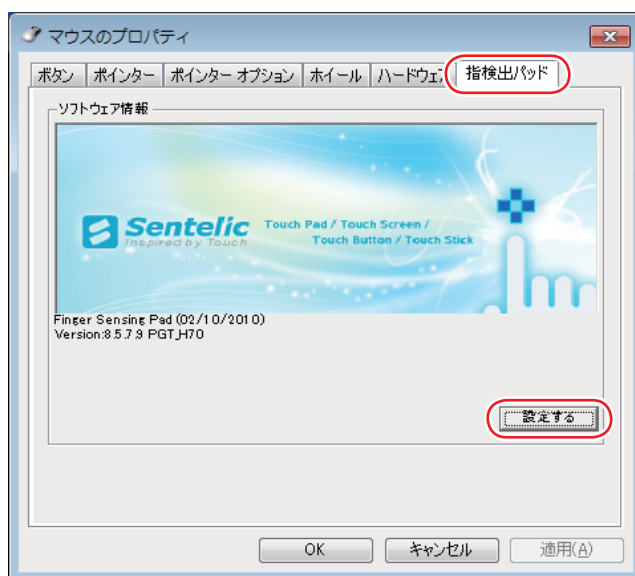 マウスのプロパティ
ボタン ポインター ポインター オプション ホイール ハードウェア 指検出パッド
ソフトウェア情報
Sentelic
Inspired by Touch
Touch Pad / Touch Screen /
Touch Button / Touch Stick
Finger Sensing Pad (02/10/2010)
Version:8.5.7.9 PGT_H70
設定する
OK キャンセル 適用(A)